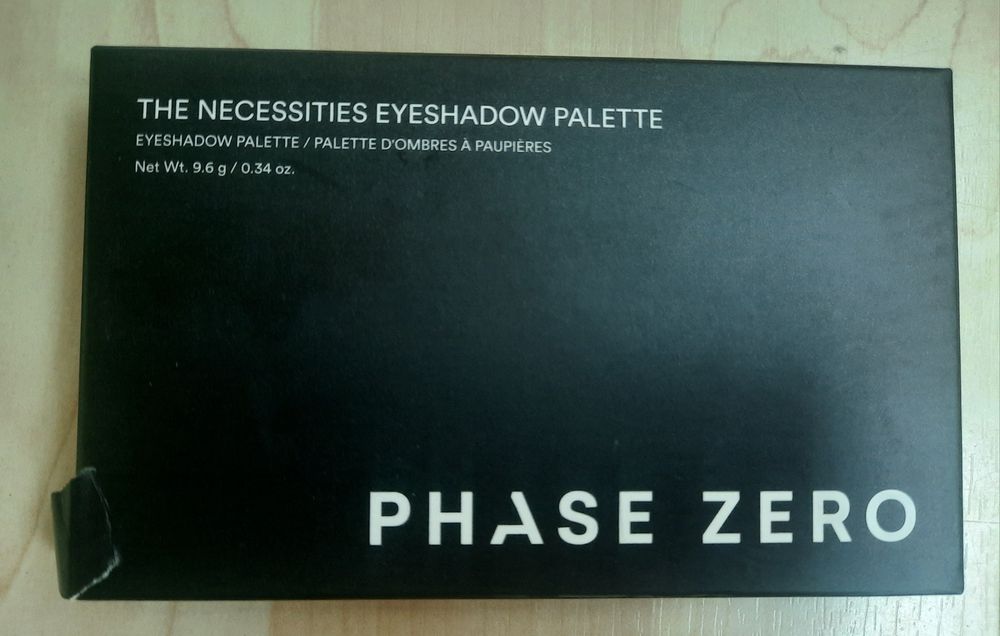 THE NECESSITIES EYESHADOW PALETTE
EYESHADOW PALETTE / PALETTE D'OMBRES À PAUPIÈRES
Net Wt. 9.6 g / 0.34 oz.
PHASE ZERO